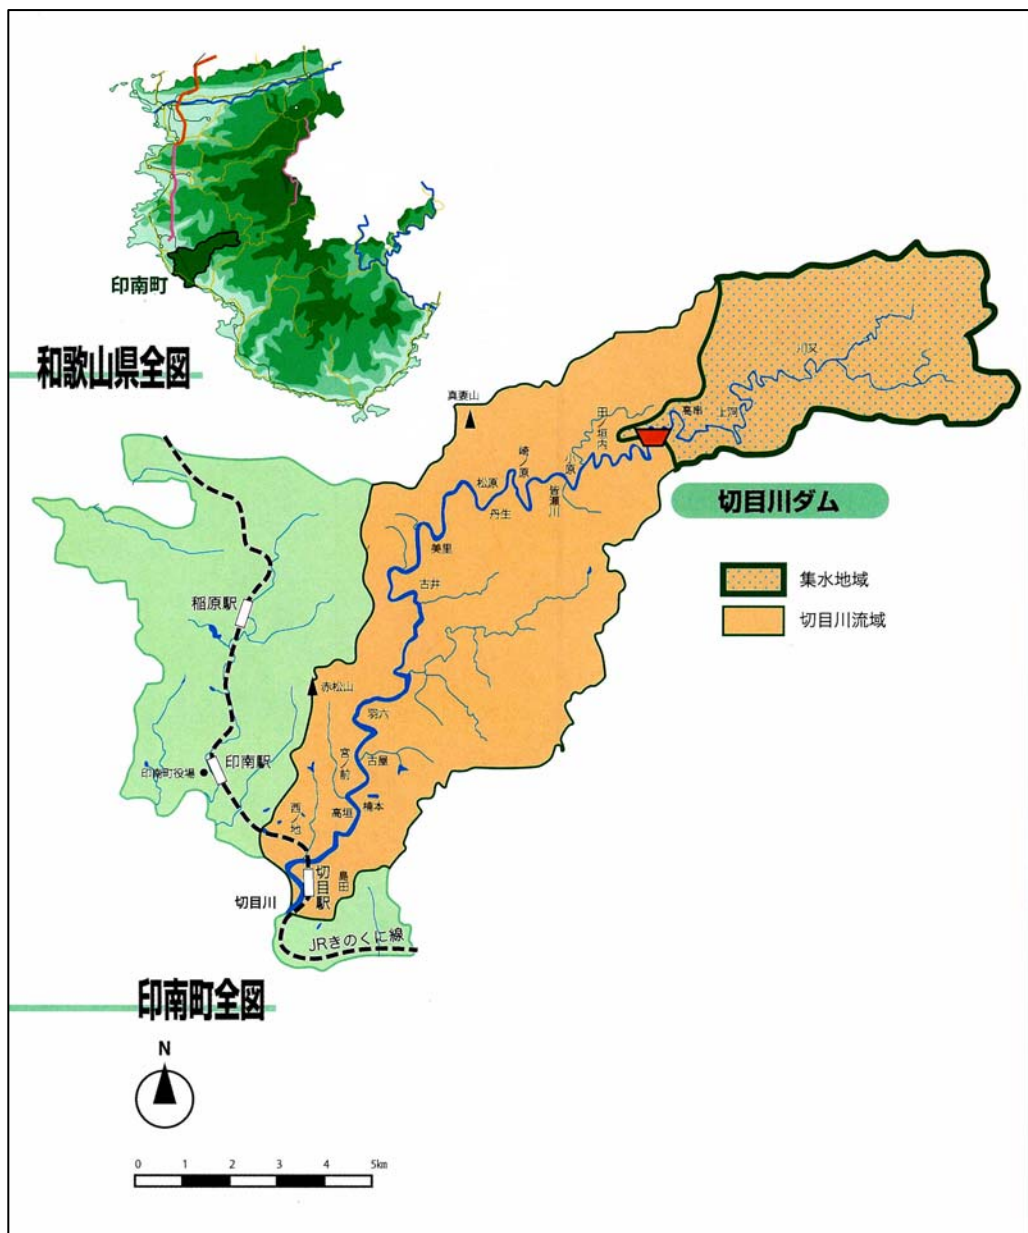 印南町
和歌山県全図
真妻山
田ノ垣内
高串
上河
川又
崎ノ原
小原
松原
丹生
皆瀬川
切目川ダム
美里
古井
集水地域
切目川流域
稲原駅
赤松山
羽六
印南駅
印南町役場
宮ノ前
古屋
西ノ地
高垣
楠本
切目駅
島田
切目川
JRきのくに線
印南町全図
N
0 1 2 3 4 5km